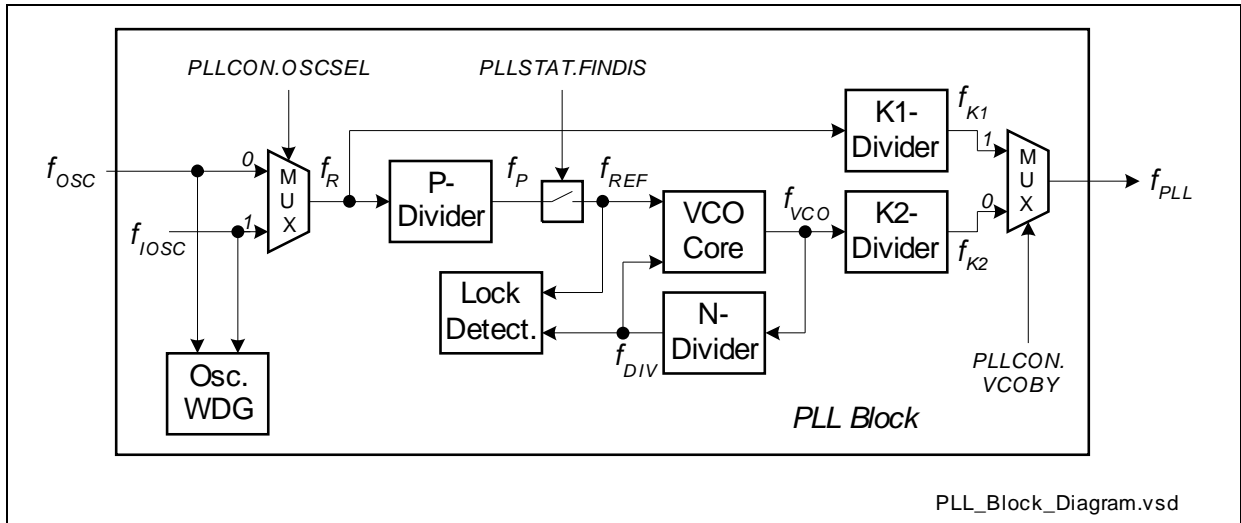 PLLCON.OSCSEL
PLLSTAT.FINDIS
K1-
Divider
fK1
1
fOSC
0
M
U
X
fR
P-
Divider
fP
fREF
VCO
Core
fVCO
K2-
Divider
0
fK2
M
U
X
fPLL
fIOSC
1
Lock
Detect.
N-
Divider
fDIV
Osc.
WDG
PLLCON.
VCOBY
PLL Block
PLL_Block_Diagram.vsd